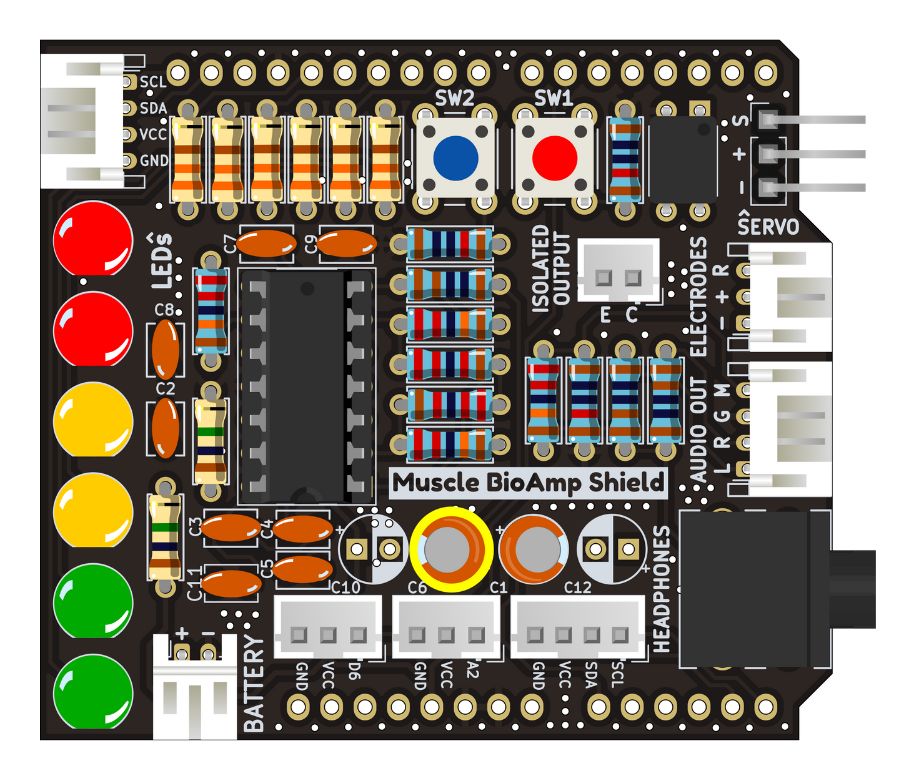 SCL
SDA
VCC
GND
SW2
SW1
S
+
−
SERVO
LEDs
C7
C9
ISOLATED
OUTPUT
E C
ELECTRODES
− + R
C8
C2
AUDIO OUT
L R G M
Muscle BioAmp Shield
C3
C4
C11
C5
+
+
+
C10
C6
C1
C12
HEADPHONES
+ −
BATTERY
GND
VCC
D6
GND
VCC
A2
GND
VCC
SDA
SCL